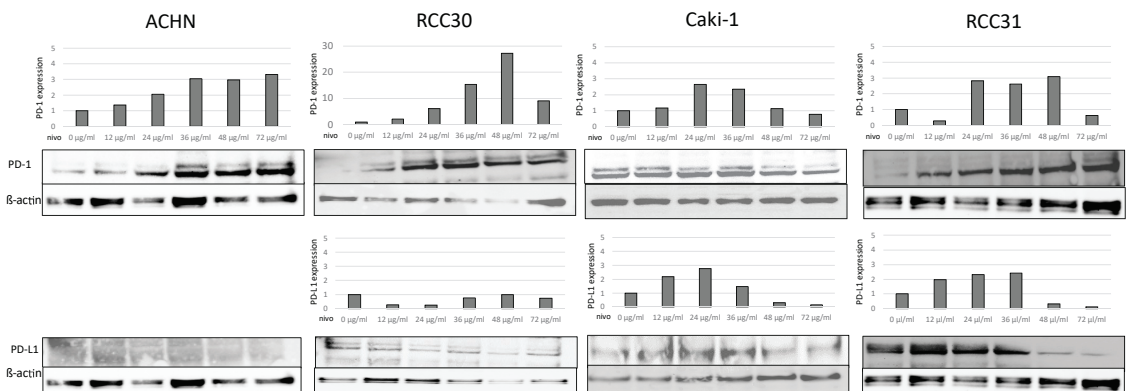 ACHN RCC30 Caki-1 RCC31
PD-1 expression 5 4 3 2 1 0
nivo 0 µg/ml 12 µg/ml 24 µg/ml 36 µg/ml 48 µg/ml 72 µg/ml
PD-1 expression 30 20 10 0
nivo 0 µg/ml 12 µg/ml 24 µg/ml 36 µg/ml 48 µg/ml 72 µg/ml
PD-1 expression 5 4 3 2 1 0
nivo 0 µg/ml 12 µg/ml 24 µg/ml 36 µg/ml 48 µg/ml 72 µg/ml
PD-1 expression 5 4 3 2 1 0
nivo 0 µg/ml 12 µg/ml 24 µg/ml 36 µg/ml 48 µg/ml 72 µg/ml
PD-1
ß-actin
PD-L1 expression 5 4 3 2 1 0
nivo 0 µg/ml 12 µg/ml 24 µg/ml 36 µg/ml 48 µg/ml 72 µg/ml
PD-L1 expression 5 4 3 2 1 0
nivo 0 µg/ml 12 µg/ml 24 µg/ml 36 µg/ml 48 µg/ml 72 µg/ml
PD-L1 expression 5 4 3 2 1 0
nivo 0 µl/ml 12 µl/ml 24 µl/ml 36 µl/ml 48 µl/ml 72 µl/ml
PD-L1
ß-actin